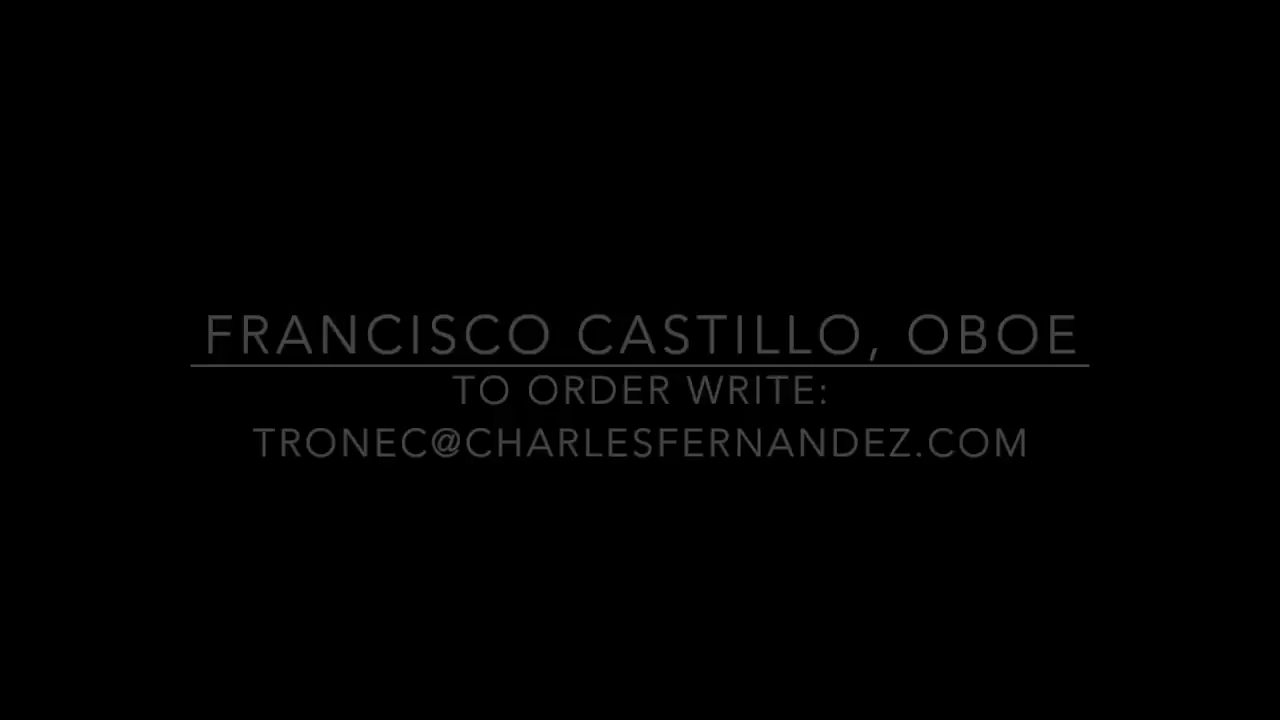 FRANCISCO CASTILLO, OBOE
TO ORDER WRITE:
TRONEC@CHARLESFERNANDEZ.COM